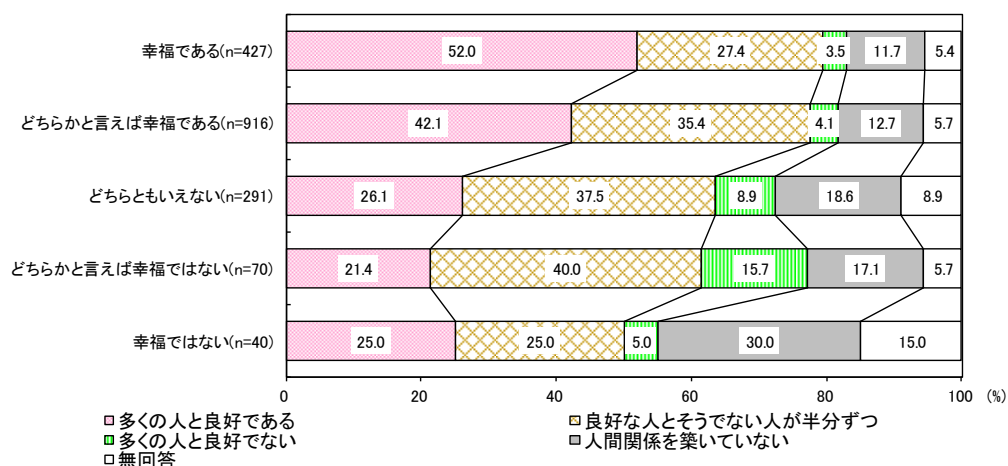 幸福である(n=427)
52.0 27.4 3.5 11.7 5.4
どちらかと言えば幸福である(n=916)
42.1 35.4 4.1 12.7 5.7
どちらともいえない(n=291)
26.1 37.5 8.9 18.6 8.9
どちらかと言えば幸福ではない(n=70)
21.4 40.0 15.7 17.1 5.7
幸福ではない(n=40)
25.0 25.0 5.0 30.0 15.0
0 20 40 60 80 100 (%)
多くの人と良好である 良好な人とそうでない人が半分ずつ
多くの人と良好でない 人間関係を築いていない
無回答